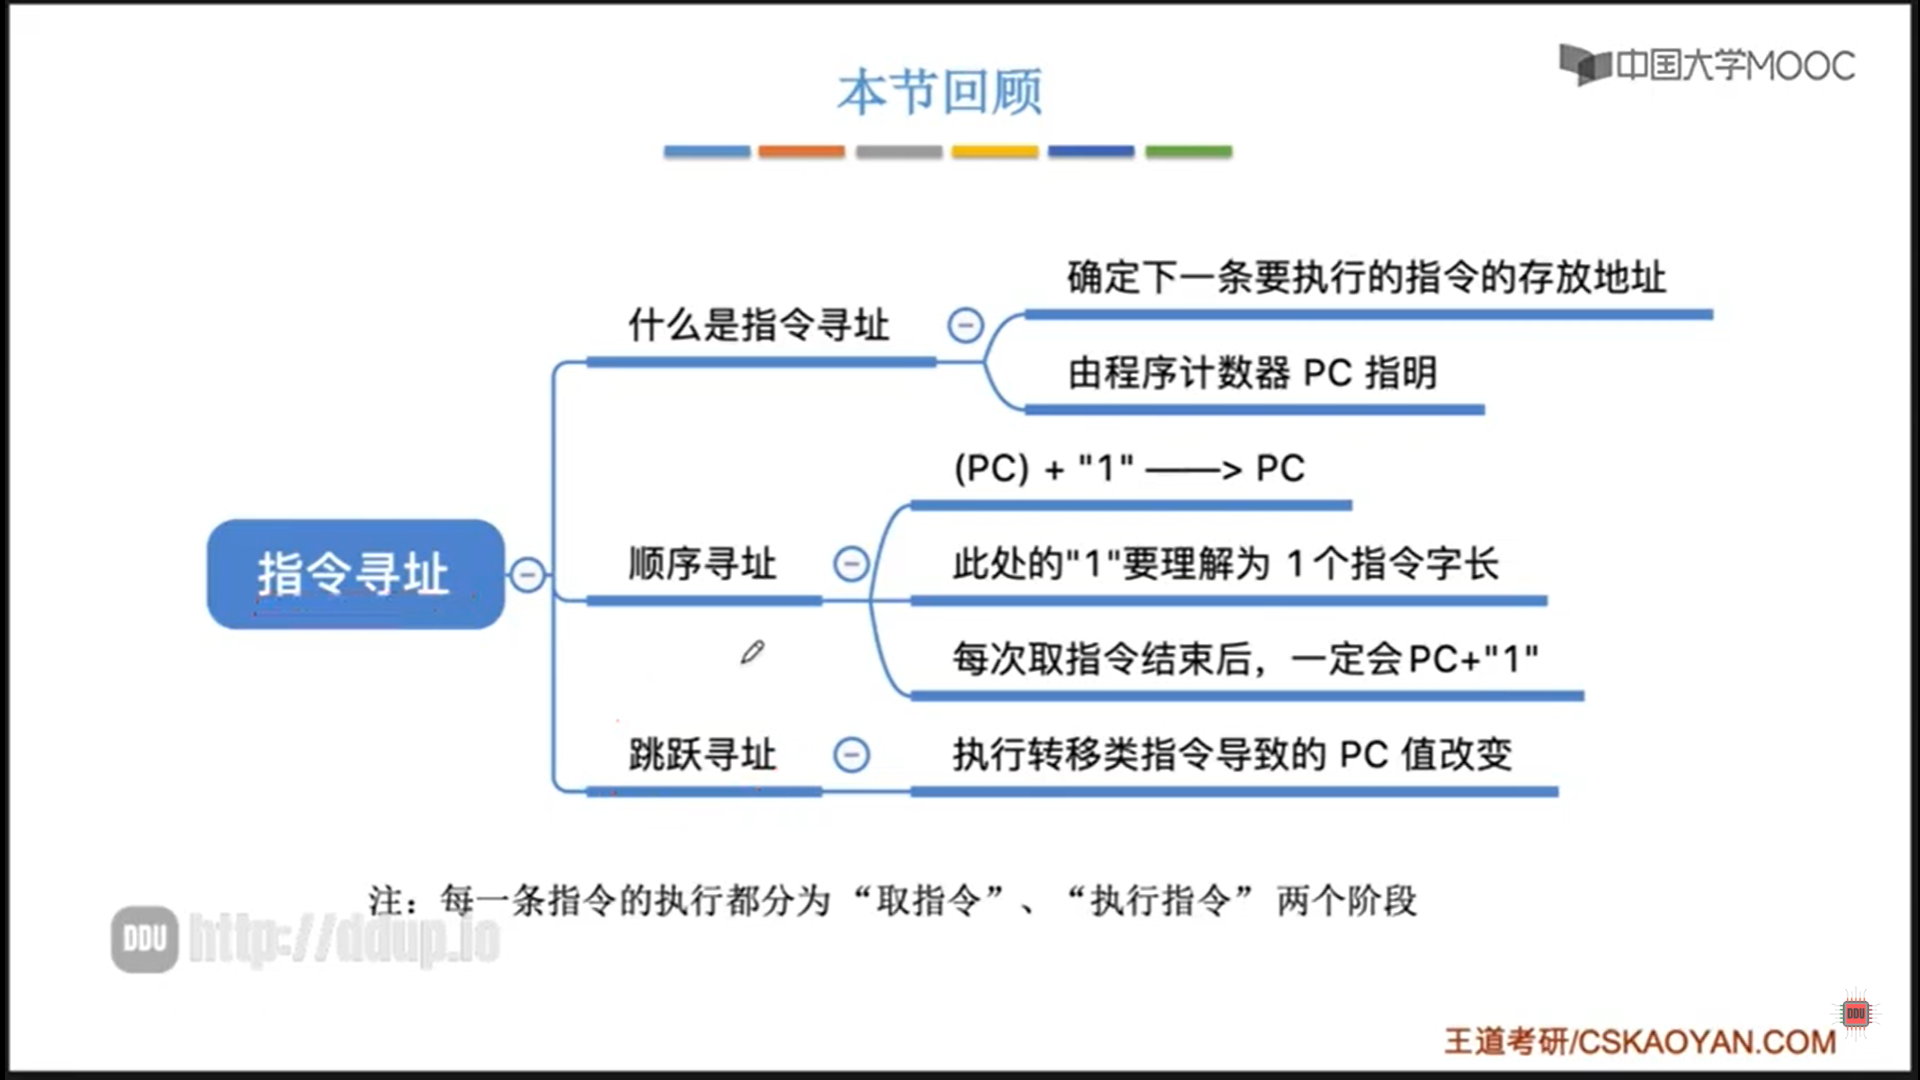 中国大学MOOC
本节回顾
确定下一条要执行的指令的存放地址
什么是指令寻址
由程序计数器 PC 指明
(PC) + "1" ——> PC
指令寻址
顺序寻址
此处的"1"要理解为 1个指令字长
每次取指令结束后，一定会PC+"1"
跳跃寻址
执行转移类指令导致的 PC 值改变
注：每一条指令的执行都分为“取指令”、“执行指令”两个阶段
DDU http://ddup.io
DDU
王道考研/CSKAOYAN.COM